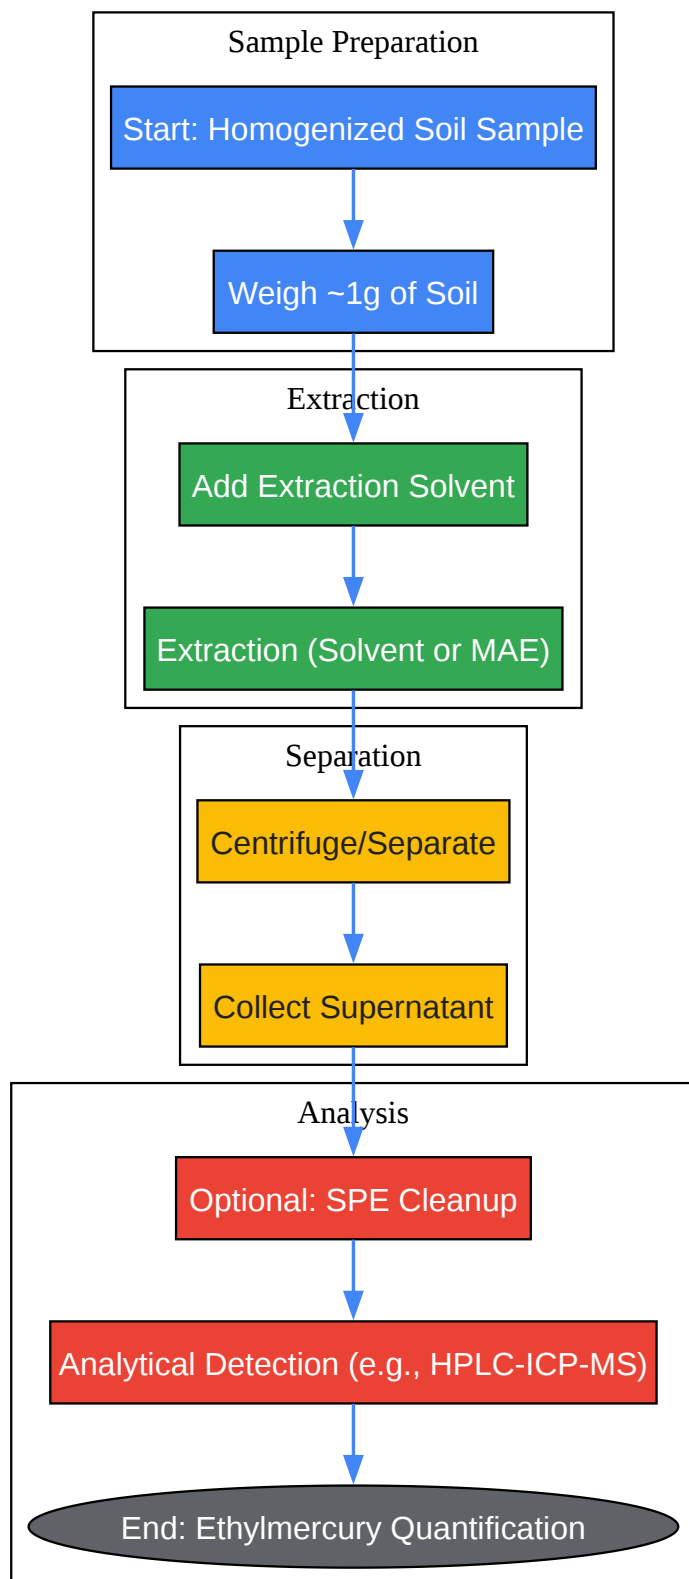 Sample Preparation
Start: Homogenized Soil Sample
Weigh ~1g of Soil
Extraction
Add Extraction Solvent
Extraction (Solvent or MAE)
Separation
Centrifuge/Separate
Collect Supernatant
Analysis
Optional: SPE Cleanup
Analytical Detection (e.g., HPLC-ICP-MS)
End: Ethylmercury Quantification